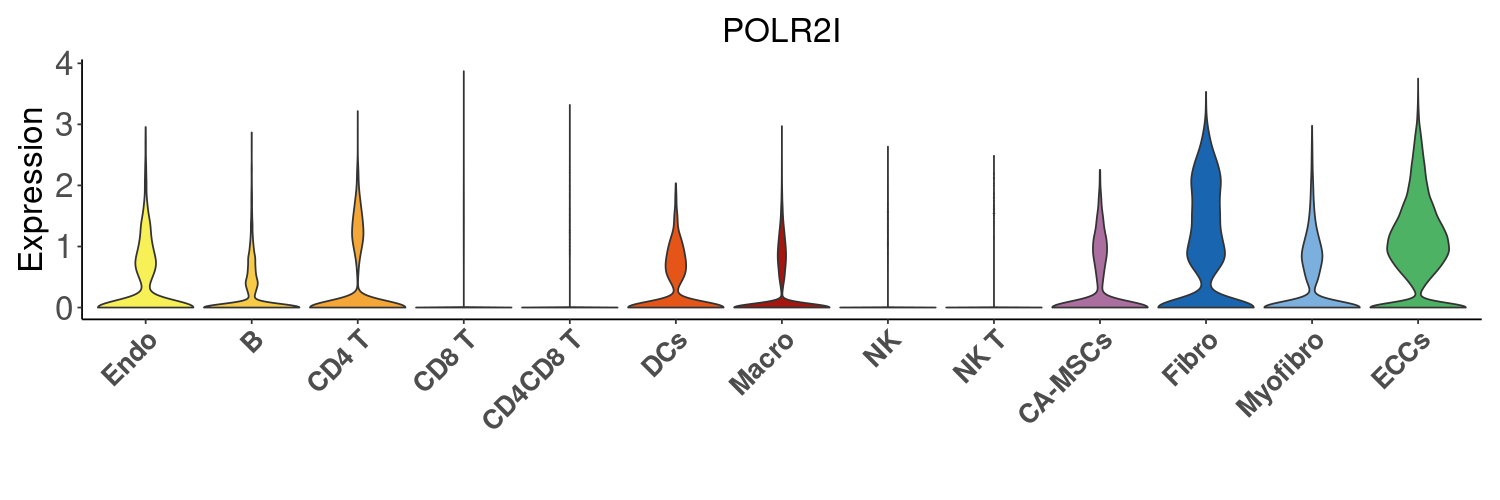 POLR2I
Expression
4
3
2
1
0
Endo
B
CD4 T
CD8 T
CD4CD8 T
DCs
Macro
NK
NK T
CA-MSCs
Fibro
Myofibro
ECCs